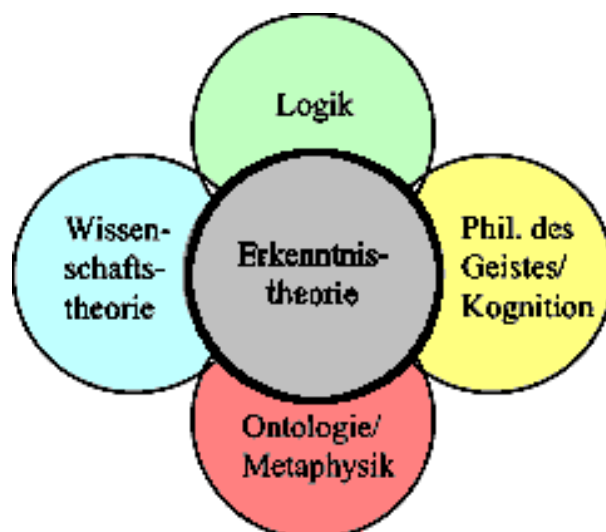 Logik
Wissen-
schafts-
theorie
Erkenntnis-
theorie
Phil. des
Geistes/
Kognition
Ontologie/
Metaphysik